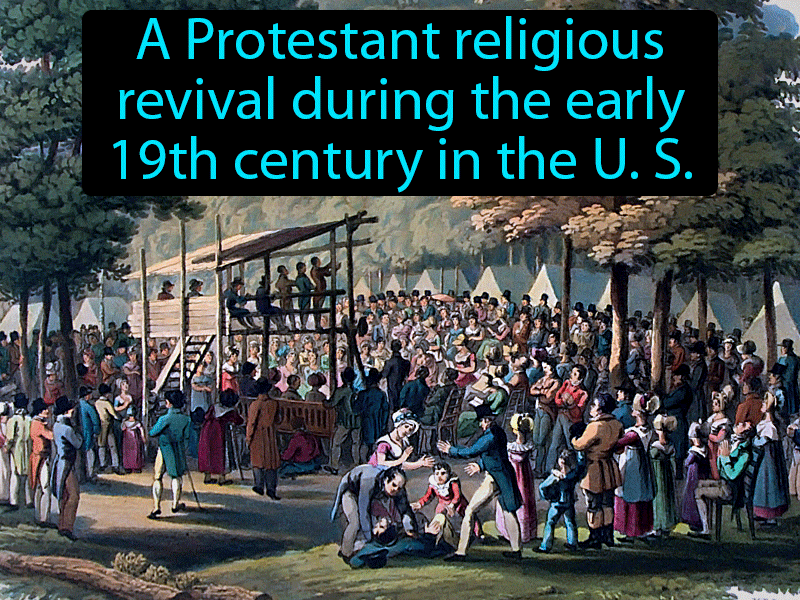 A Protestant religious
revival during the early
19th century in the U. S.